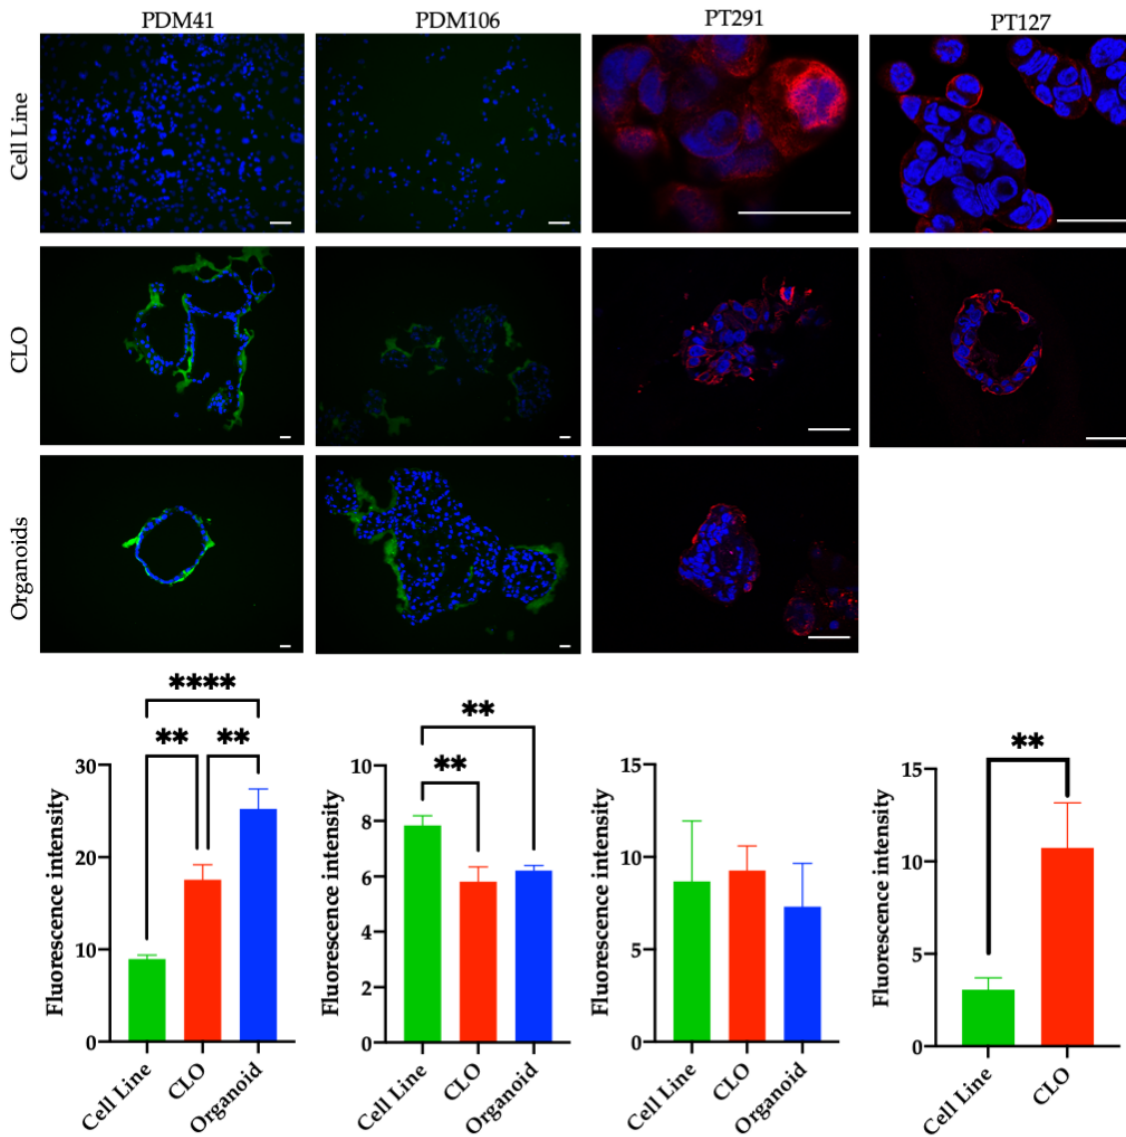 PDM41 PDM106 PT291 PT127
Cell Line
CLO
Organoids
**** 
** **
**
**
**
Fluorescence intensity
30
20
10
0
Cell Line CLO Organoid
Fluorescence intensity
10
8
6
4
2
0
Cell Line CLO Organoid
Fluorescence intensity
15
10
5
0
Cell Line CLO Organoid
Fluorescence intensity
15
10
5
0
Cell Line CLO